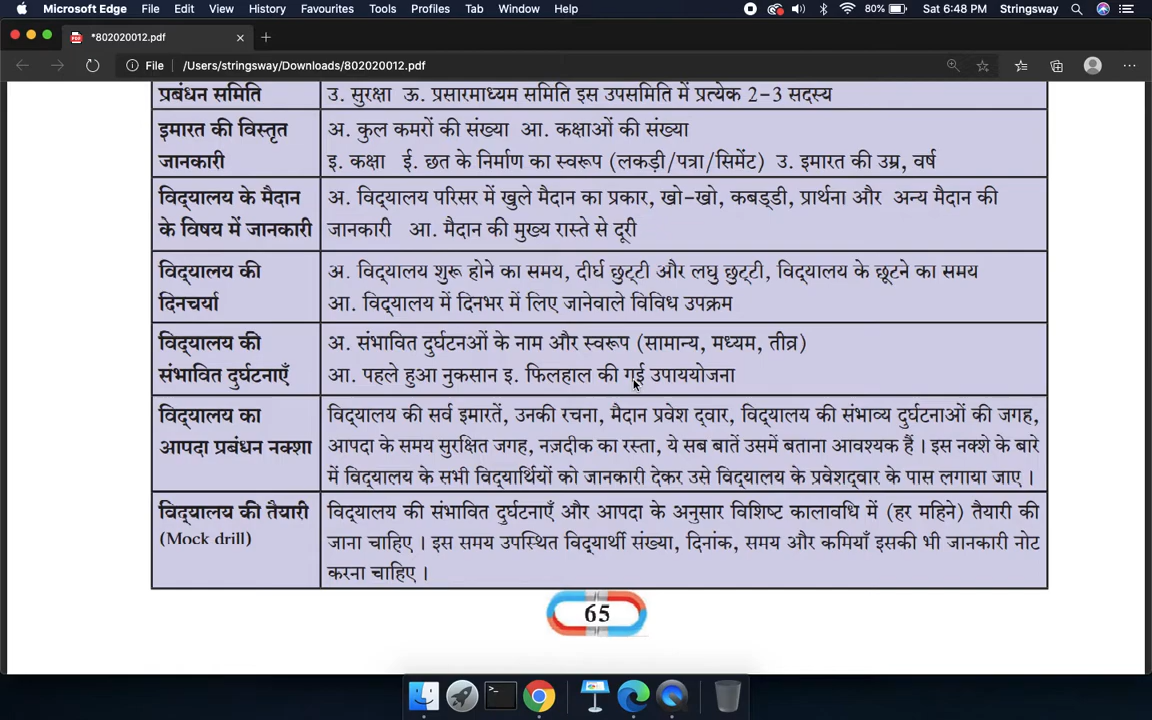 Microsoft Edge File Edit View History Favourites Tools Profiles Tab Window Help 80% Sat 6:48 PM Stringsway
*802020012.pdf
File /Users/stringsway/Downloads/802020012.pdf
प्रबंधन समिति उ. सुरक्षा ऊ. प्रसारमाध्यम समिति इस उपसमिति में प्रत्येक 2-3 सदस्य
इमारत की विस्तृत अ. कुल कमरों की संख्या आ. कक्षाओं की संख्या
जानकारी इ. कक्षा ई. छत के निर्माण का स्वरूप (लकड़ी/पत्रा/सिमेंट) उ. इमारत की उम्र, वर्ष
विद्यालय के मैदान अ. विद्यालय परिसर में खुले मैदान का प्रकार, खो-खो, कबड्डी, प्रार्थना और अन्य मैदान की
के विषय में जानकारी जानकारी आ. मैदान की मुख्य रास्ते से दूरी
विद्यालय की अ. विद्यालय शुरू होने का समय, दीर्घ छुट्टी और लघु छुट्टी, विद्यालय के छूटने का समय
दिनचर्या आ. विद्यालय में दिनभर में लिए जानेवाले विविध उपक्रम
विद्यालय की अ. संभावित दुर्घटनओं के नाम और स्वरूप (सामान्य, मध्यम, तीव्र)
संभावित दुर्घटनाएँ आ. पहले हुआ नुकसान इ. फिलहाल की गई उपाययोजना
विद्यालय का विद्यालय की सर्व इमारतें, उनकी रचना, मैदान प्रवेश द्वार, विद्यालय की संभाव्य दुर्घटनाओं की जगह,
आपदा प्रबंधन नक्शा आपदा के समय सुरक्षित जगह, नज़दीक का रस्ता, ये सब बातें उसमें बताना आवश्यक हैं । इस नक्शे के बारे
में विद्यालय के सभी विद्यार्थियों को जानकारी देकर उसे विद्यालय के प्रवेशद्वार के पास लगाया जाए ।
विद्यालय की तैयारी विद्यालय की संभावित दुर्घटनाएँ और आपदा के अनुसार विशिष्ट कालावधि में (हर महिने) तैयारी की
(Mock drill) जाना चाहिए । इस समय उपस्थित विद्यार्थी संख्या, दिनांक, समय और कमियाँ इसकी भी जानकारी नोट
करना चाहिए ।
65